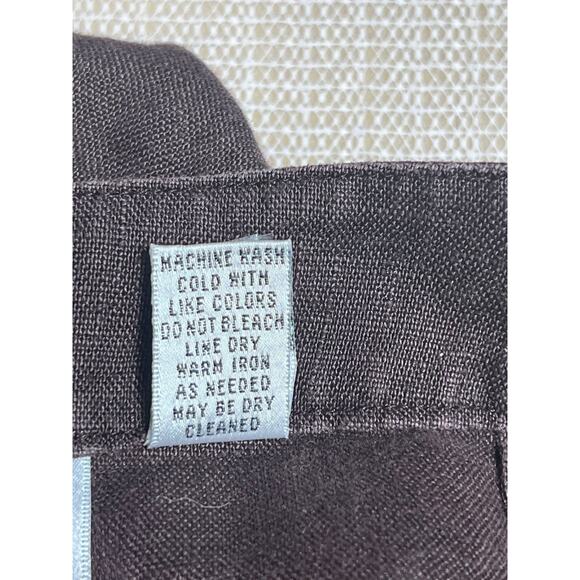 MACHINE WASH
COLD WITH
LIKE COLORS
DO NOT BLEACH
LINE DRY
WARM IRON
AS NEEDED
MAY BE DRY
CLEANED